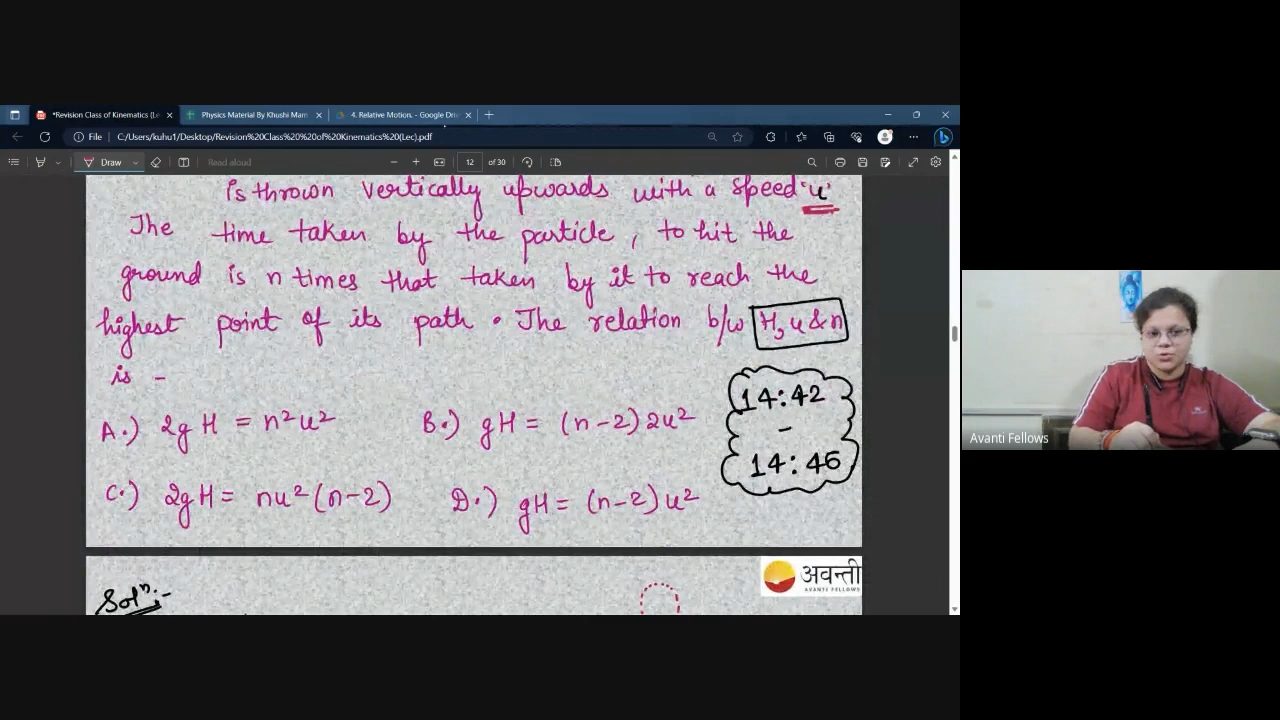 *Revision Class of Kinematics (Le
Physics Material By Khushi Mam
4. Relative Motion. - Google Driv
File
C:/Users/kuhu1/Desktop/Revision%20Class%20%20of%20Kinematics%20(Lec).pdf
Draw
Read aloud
12 of 30
is thrown vertically upwards with a speed 'u'
The time taken by the particle, to hit the
ground is n times that taken by it to reach the
highest point of its path. The relation b/w H, u & n
is -
A.) 2gH = n²u²
B.) gH = (n-2)2u²
C.) 2gH = nu²(n-2)
D.) gH = (n-2)u²
14:42
-
14:46
Solⁿ:-
अवन्ती
AVANTI FELLOWS
Avanti Fellows